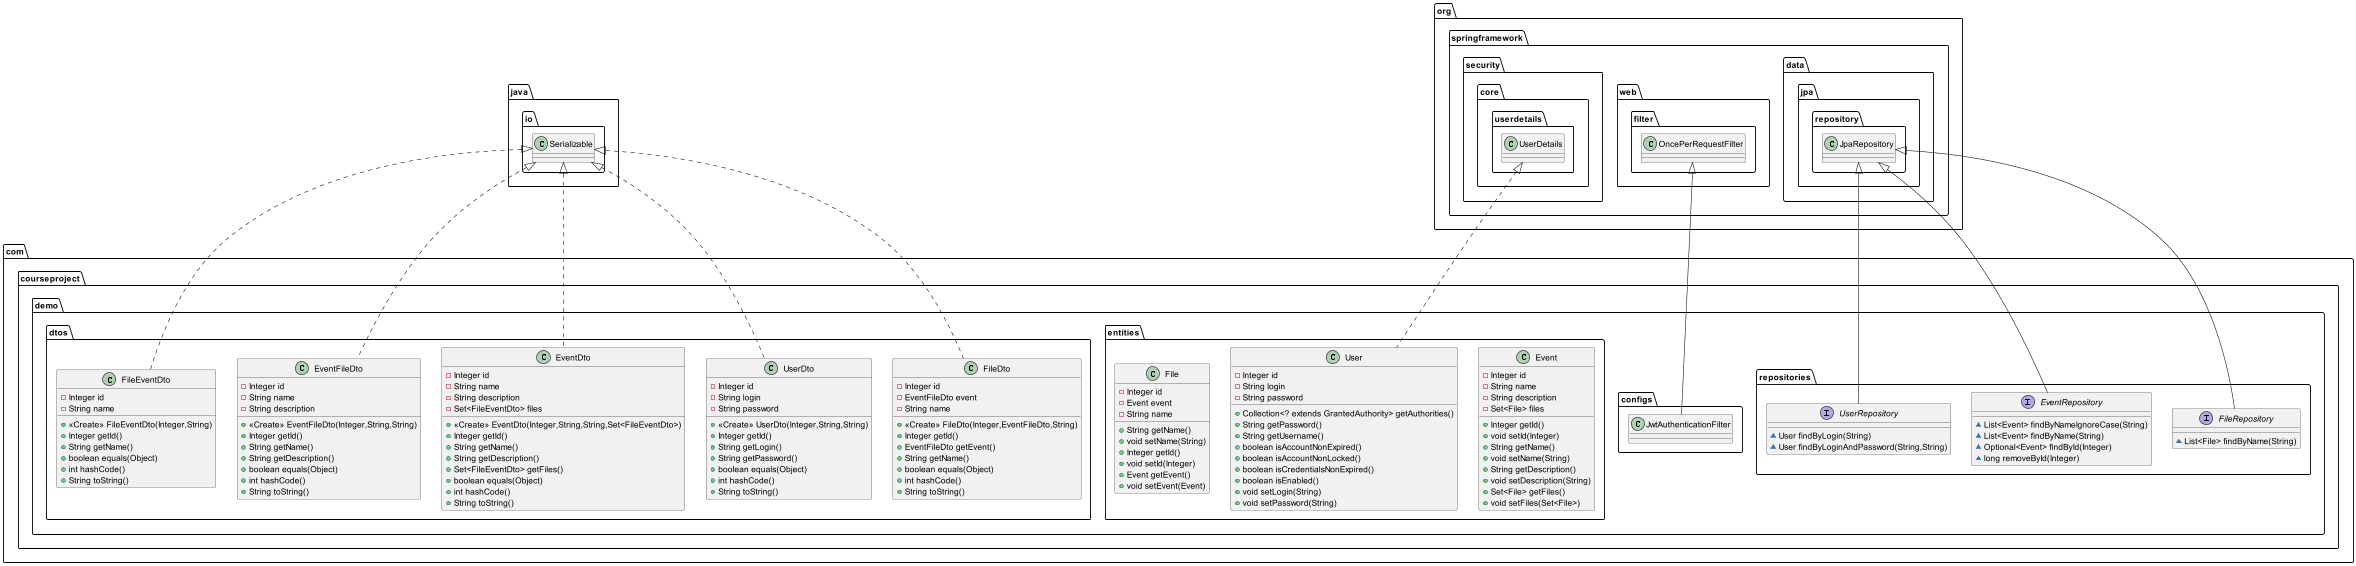 org
springframework
security
data
core
web
jpa
userdetails
filter
repository
C UserDetails
C OncePerRequestFilter
C JpaRepository
java
io
C Serializable
com
courseproject
demo
dtos
C FileEventDto
Integer id
String name
«Create» FileEventDto(Integer,String)
Integer getId()
String getName()
boolean equals(Object)
int hashCode()
String toString()
C EventFileDto
Integer id
String name
String description
«Create» EventFileDto(Integer,String,String)
Integer getId()
String getName()
String getDescription()
boolean equals(Object)
int hashCode()
String toString()
C EventDto
Integer id
String name
String description
Set<FileEventDto> files
«Create» EventDto(Integer,String,String,Set<FileEventDto>)
Integer getId()
String getName()
String getDescription()
Set<FileEventDto> getFiles()
boolean equals(Object)
int hashCode()
String toString()
C UserDto
Integer id
String login
String password
«Create» UserDto(Integer,String,String)
Integer getId()
String getLogin()
String getPassword()
boolean equals(Object)
int hashCode()
String toString()
C FileDto
Integer id
EventFileDto event
String name
«Create» FileDto(Integer,EventFileDto,String)
Integer getId()
EventFileDto getEvent()
String getName()
boolean equals(Object)
int hashCode()
String toString()
entities
C File
Integer id
Event event
String name
String getName()
void setName(String)
Integer getId()
void setId(Integer)
Event getEvent()
void setEvent(Event)
C User
Integer id
String login
String password
Collection<? extends GrantedAuthority> getAuthorities()
String getPassword()
String getUsername()
boolean isAccountNonExpired()
boolean isAccountNonLocked()
boolean isCredentialsNonExpired()
boolean isEnabled()
void setLogin(String)
void setPassword(String)
C Event
Integer id
String name
String description
Set<File> files
Integer getId()
void setId(Integer)
String getName()
void setName(String)
String getDescription()
void setDescription(String)
Set<File> getFiles()
void setFiles(Set<File>)
configs
C JwtAuthenticationFilter
repositories
I UserRepository
User findByLogin(String)
User findByLoginAndPassword(String,String)
I EventRepository
List<Event> findByNameIgnoreCase(String)
List<Event> findByName(String)
Optional<Event> findById(Integer)
long removeById(Integer)
I FileRepository
List<File> findByName(String)